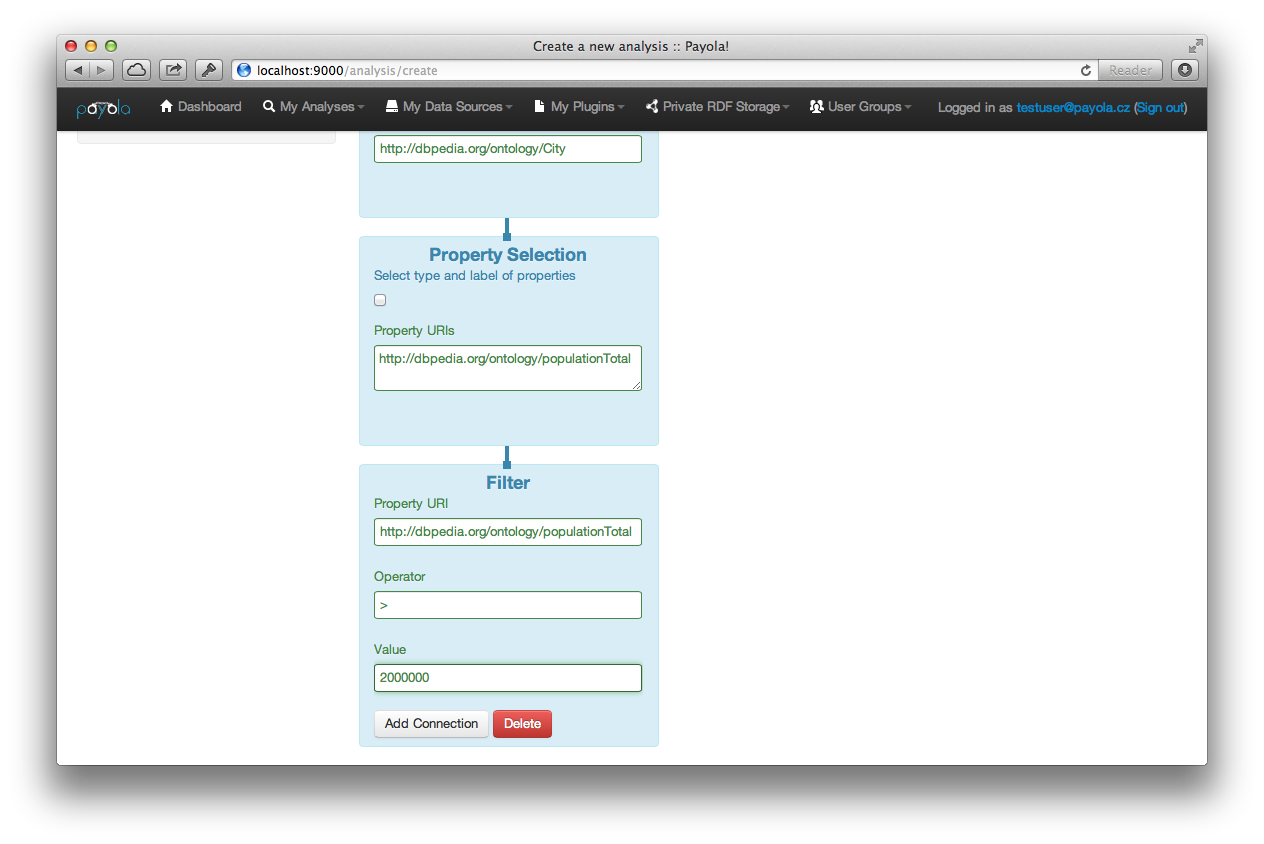 Create a new analysis :: Payola!
localhost:9000/analysis/create
Reader
payola
Dashboard
My Analyses
My Data Sources
My Plugins
Private RDF Storage
User Groups
Logged in as testuser@payola.cz (Sign out)
http://dbpedia.org/ontology/City
Property Selection
Select type and label of properties
Property URIs
http://dbpedia.org/ontology/populationTotal
Filter
Property URI
http://dbpedia.org/ontology/populationTotal
Operator
>
Value
2000000
Add Connection
Delete